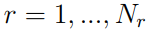 r = 1, ..., N_r